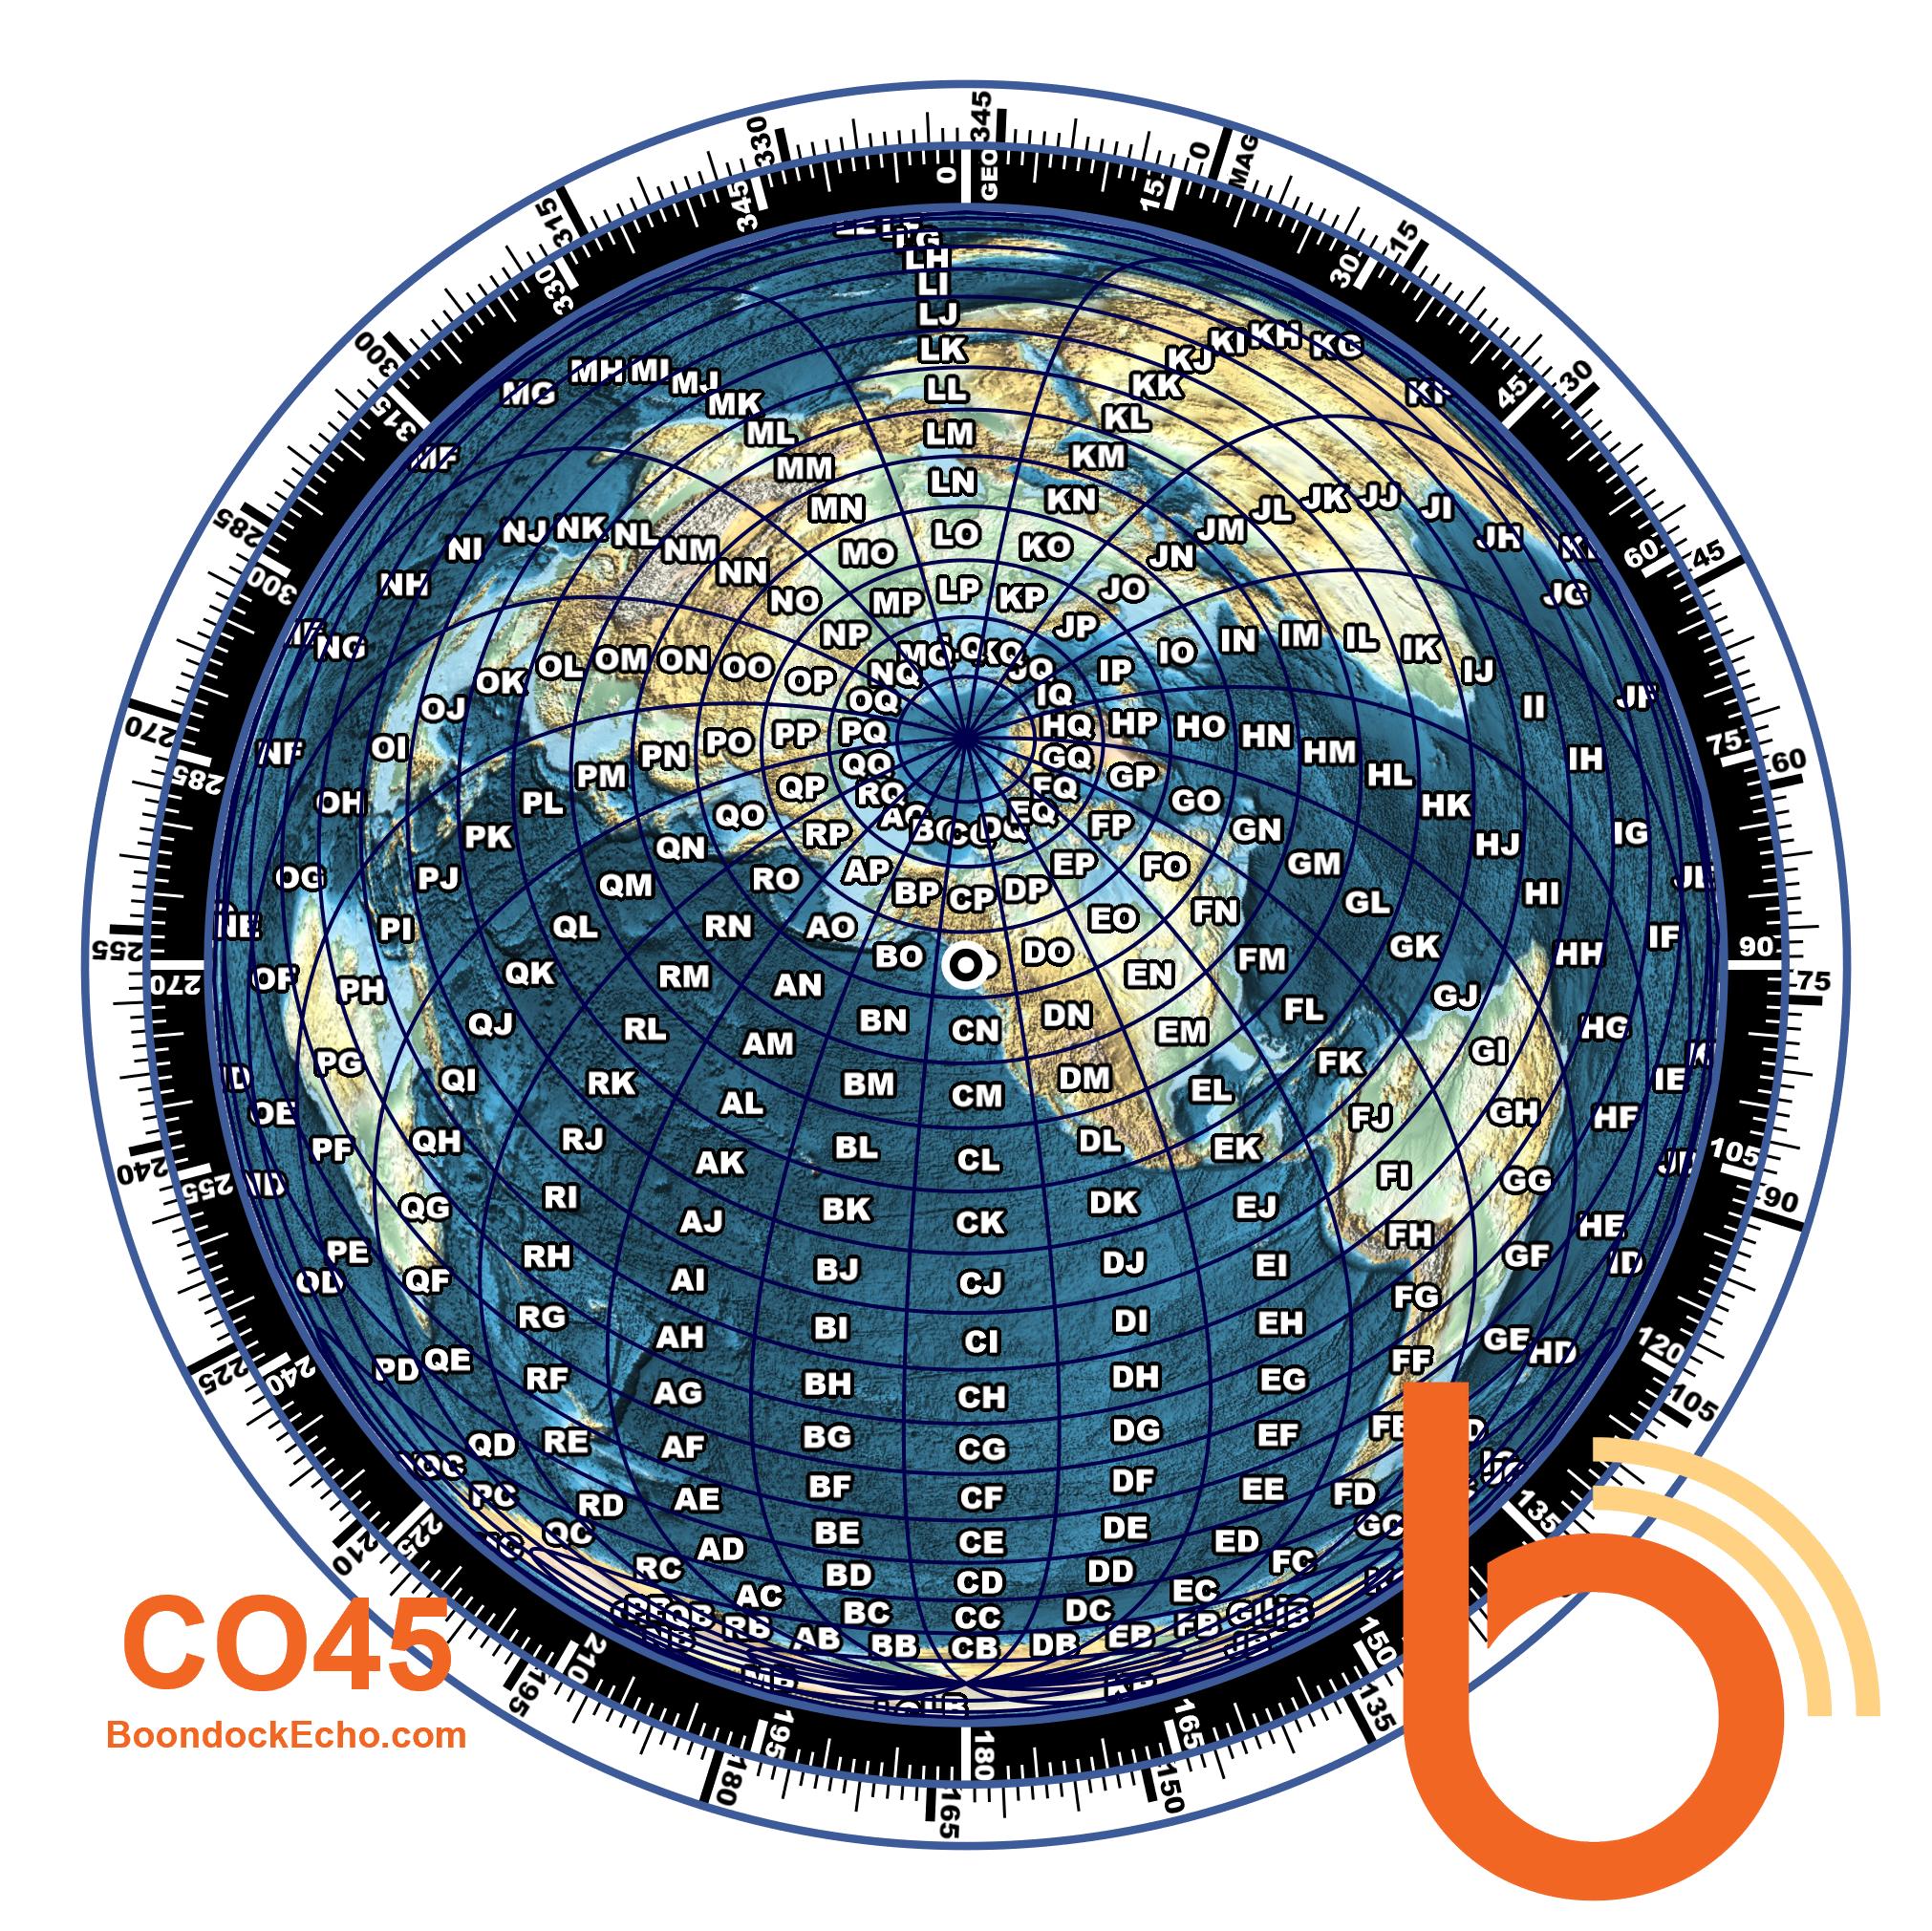 345
330
0
MAG
0
GEO
15
345
315
15
330
30
300
30
315
45
285
45
300
60
270
60
285
75
255
75
270
90
240
90
255
105
225
105
240
120
210
225
135
195
210
150
135
180
195
180
165
150
165
LH
LI
LJ
LK
KJ KI KH KG
MG MH MI MJ MK
LL
KK
KL
ML
LM
MF
MM
LN
KM
MN
KN
JL JK JJ JI
NI NJ NK NL NM
MO
LO
KO
JN JM
JH
NH
NN
NO
MP
LP
KP
JO
JG
NG
NP
JP
IO IN IM IL IK IJ
OK OL OM ON OO OP
NQ
MQ
JQ
IP
OJ
OQ
IQ
II
JF
NF
OI
PN PO PP PQ
HQ HP HO HN HM
IH
PM
QQ
GQ GP
HL
OH
PL
QP
RQ
FQ
GO
HK
PK
QO
RP
EQ
FP
GN
HJ
IG
QN
OG
PJ
QM
RO
AP
BP
CP
DP
EP
FO
GM
HI
PI
QL
RN
AO
EO
FN
GL
IF
NE
BO
DO
FM
GK
HH
OF
PH
QK
RM
AN
EN
GJ
QJ
RL
BN
CN
DN
EM
FL
HG
PG
AM
FK
GI
QI
RK
BM
CM
DM
EL
IE
OE
AL
FJ
GH
HF
PF
QH
RJ
BL
CL
DL
EK
AK
FI
GG
QG
RI
BK
CK
DK
EJ
AJ
FH
HE
PE
RH
BJ
CJ
DJ
EI
GF
ID
OD
QF
AI
FG
RG
BI
CI
DI
EH
AH
GE
HD
PD
QE
RF
BH
CH
DH
EG
FF
AG
QD
RE
AF
BG
CG
DG
EF
PC
RD
AE
BF
CF
DF
EE
FD
QC
AD
BE
CE
DE
ED
GC
RC
BD
CD
DD
FC
AC
BC
CC
DC
EC
RB
AB
BB
CB
DB
EB
FB
MB
CO45
BoondockEcho.com